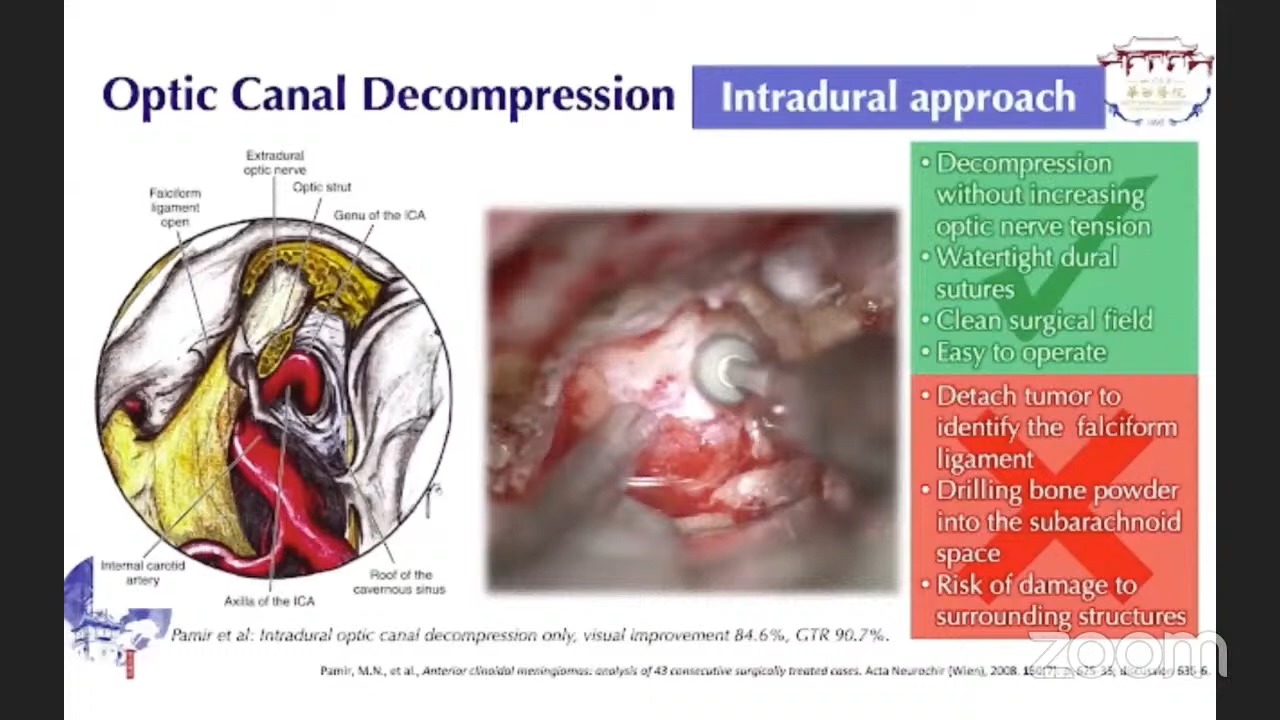 Optic Canal Decompression
Intradural approach
Extradural
optic nerve
Optic strut
Falciform
ligament
open
Genu of the ICA
Internal carotid
artery
Axilla of the ICA
Roof of the
cavernous sinus
• Decompression
without increasing
optic nerve tension
• Watertight dural
sutures
• Clean surgical field
• Easy to operate
• Detach tumor to
identify the falciform
ligament
• Drilling bone powder
into the subarachnoid
space
• Risk of damage to
surrounding structures
Pamir et al: Intradural optic canal decompression only, visual improvement 84.6%, GTR 90.7%.
Pamir, M.N., et al., Anterior clinoidal meningiomas: analysis of 43 consecutive surgically treated cases. Acta Neurochir (Wien), 2008.
zoom